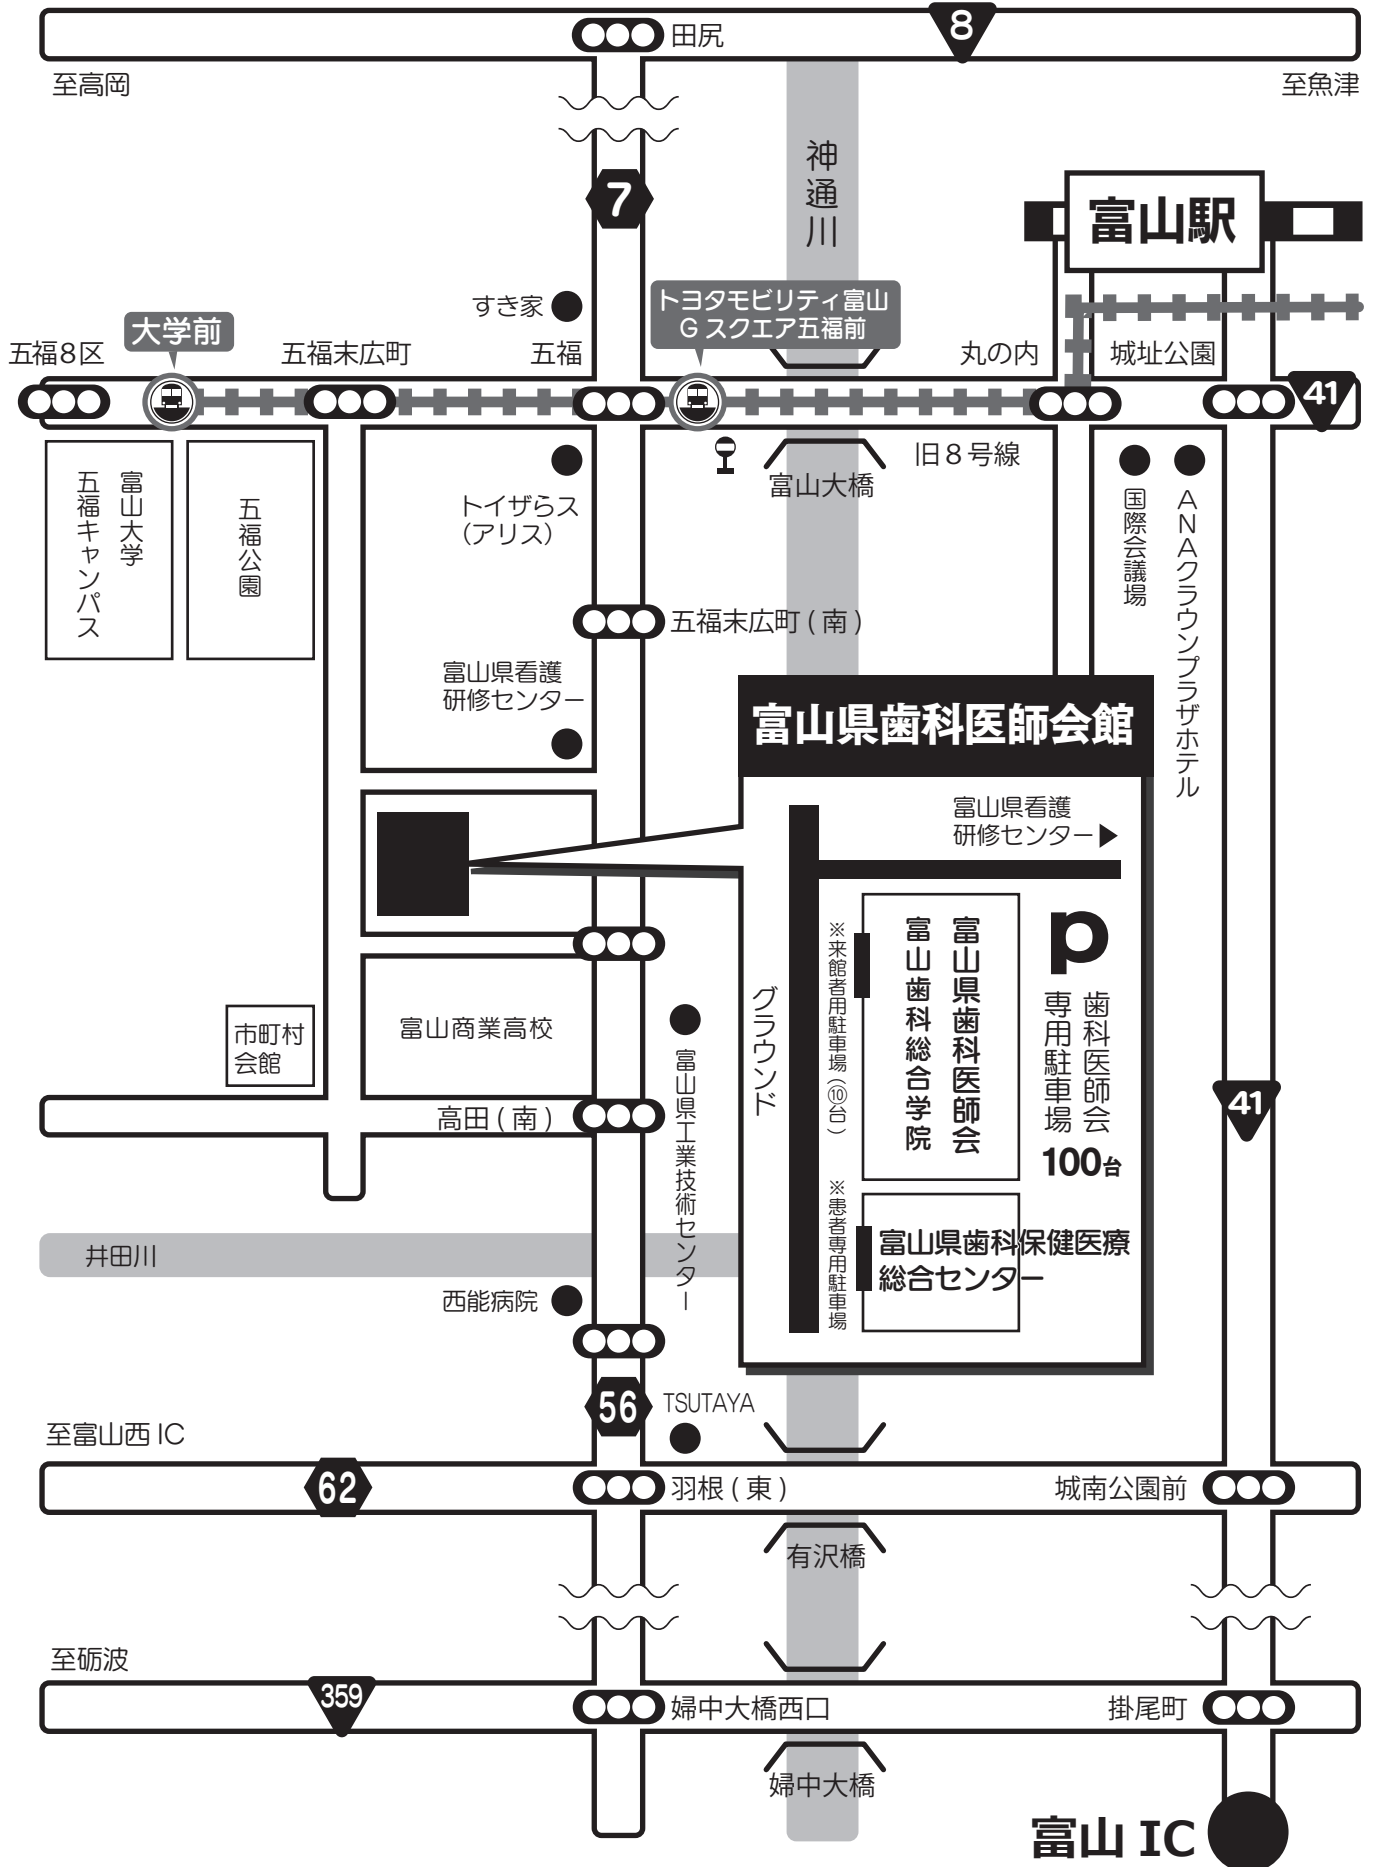 田尻
8
至高岡
至魚津
神通川
7
富山駅
すき家
トヨタモビリティ富山
Gスクエア五福前
大学前
五福8区
五福末広町
五福
丸の内
城址公園
41
旧8号線
富山大橋
富山大学
五福キャンパス
五福公園
トイザらス
(アリス)
国際会議場
ANAクラウンプラザホテル
五福末広町(南)
富山県看護
研修センター
富山県歯科医師会館
富山県看護
研修センター▶
グラウンド
※来館者用駐車場(⑩台)
富山県歯科医師会
富山歯科総合学院
P
歯科医師会
専用駐車場
100台
※患者専用駐車場
富山県歯科保健医療
総合センター
市町村
会館
富山商業高校
富山県工業技術センター
高田(南)
41
井田川
西能病院
56
TSUTAYA
至富山西IC
62
羽根(東)
城南公園前
有沢橋
至砺波
359
婦中大橋西口
掛尾町
婦中大橋
富山IC